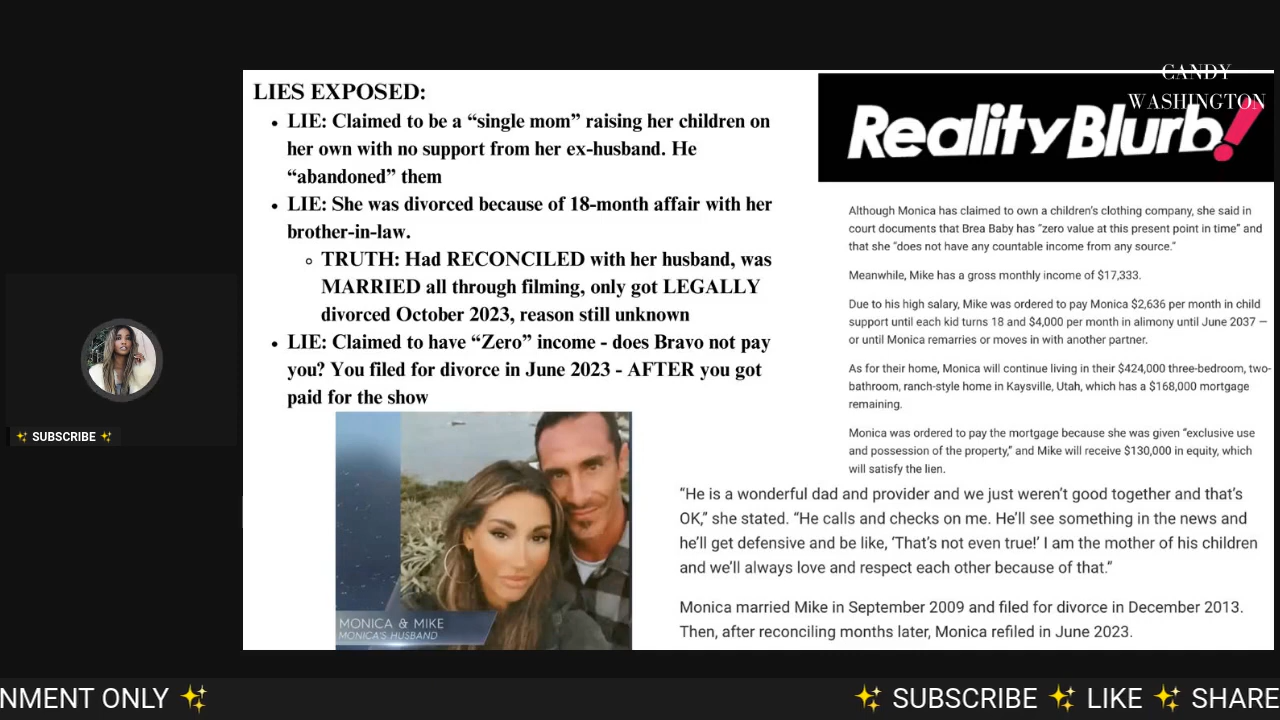 CANDY
WASHINGTON
LIES EXPOSED:
• LIE: Claimed to be a “single mom” raising her children on
her own with no support from her ex-husband. He
“abandoned” them
• LIE: She was divorced because of 18-month affair with her
brother-in-law.
◦ TRUTH: Had RECONCILED with her husband, was
MARRIED all through filming, only got LEGALLY
divorced October 2023, reason still unknown
• LIE: Claimed to have “Zero” income - does Bravo not pay
you? You filed for divorce in June 2023 - AFTER you got
paid for the show
MONICA & MIKE
MONICA'S HUSBAND
Reality Blurb!
Although Monica has claimed to own a children’s clothing company, she said in
court documents that Brea Baby has “zero value at this present point in time” and
that she “does not have any countable income from any source.”
Meanwhile, Mike has a gross monthly income of $17,333.
Due to his high salary, Mike was ordered to pay Monica $2,636 per month in child
support until each kid turns 18 and $4,000 per month in alimony until June 2037 —
or until Monica remarries or moves in with another partner.
As for their home, Monica will continue living in their $424,000 three-bedroom, two-
bathroom, ranch-style home in Kaysville, Utah, which has a $168,000 mortgage
remaining.
Monica was ordered to pay the mortgage because she was given “exclusive use
and possession of the property,” and Mike will receive $130,000 in equity, which
will satisfy the lien.
“He is a wonderful dad and provider and we just weren’t good together and that’s
OK,” she stated. “He calls and checks on me. He’ll see something in the news and
he’ll get defensive and be like, ‘That’s not even true!’ I am the mother of his children
and we’ll always love and respect each other because of that.”
Monica married Mike in September 2009 and filed for divorce in December 2013.
Then, after reconciling months later, Monica refiled in June 2023.
✨ SUBSCRIBE ✨
NMENT ONLY ✨
✨ SUBSCRIBE ✨ LIKE ✨ SHARE